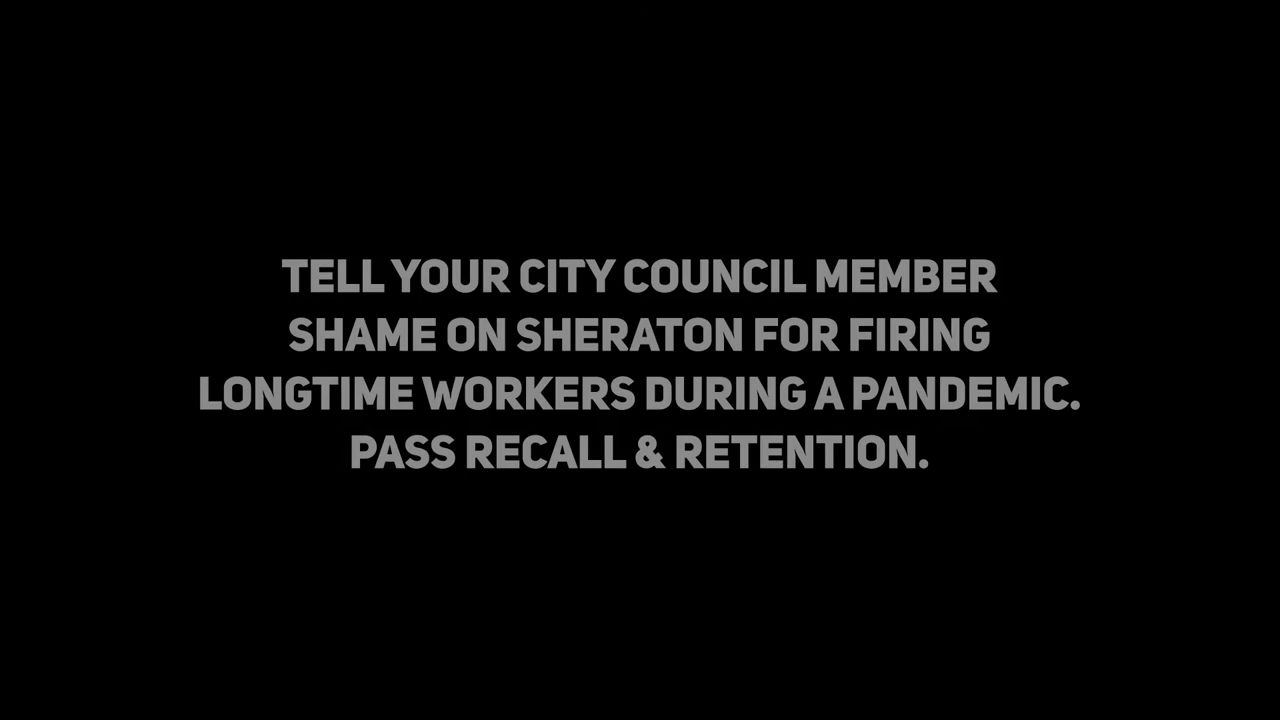 TELL YOUR CITY COUNCIL MEMBER
SHAME ON SHERATON FOR FIRING
LONGTIME WORKERS DURING A PANDEMIC.
PASS RECALL & RETENTION.